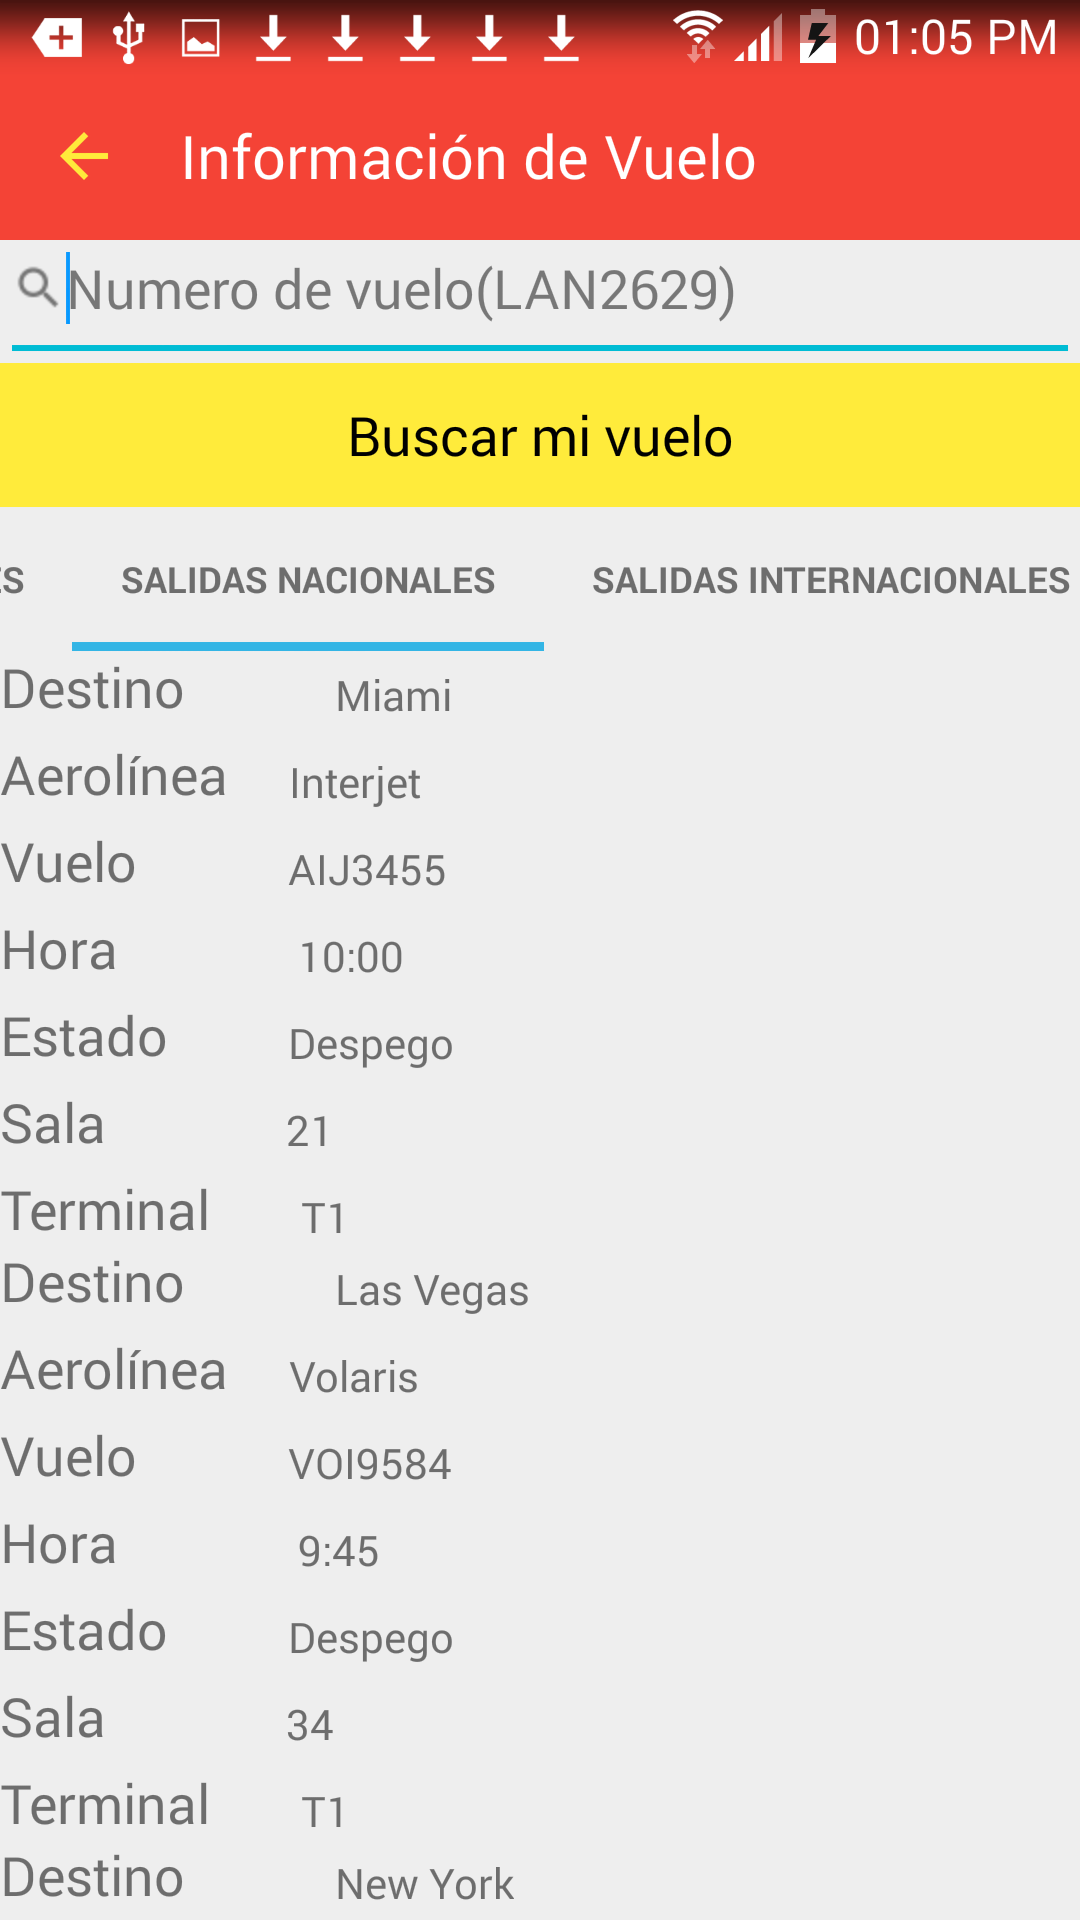 01:05 PM
Información de Vuelo
Numero de vuelo(LAN2629)
Buscar mi vuelo
ES SALIDAS NACIONALES SALIDAS INTERNACIONALES
Destino Miami
Aerolínea Interjet
Vuelo AIJ3455
Hora 10:00
Estado Despego
Sala 21
Terminal T1
Destino Las Vegas
Aerolínea Volaris
Vuelo VOI9584
Hora 9:45
Estado Despego
Sala 34
Terminal T1
Destino New York